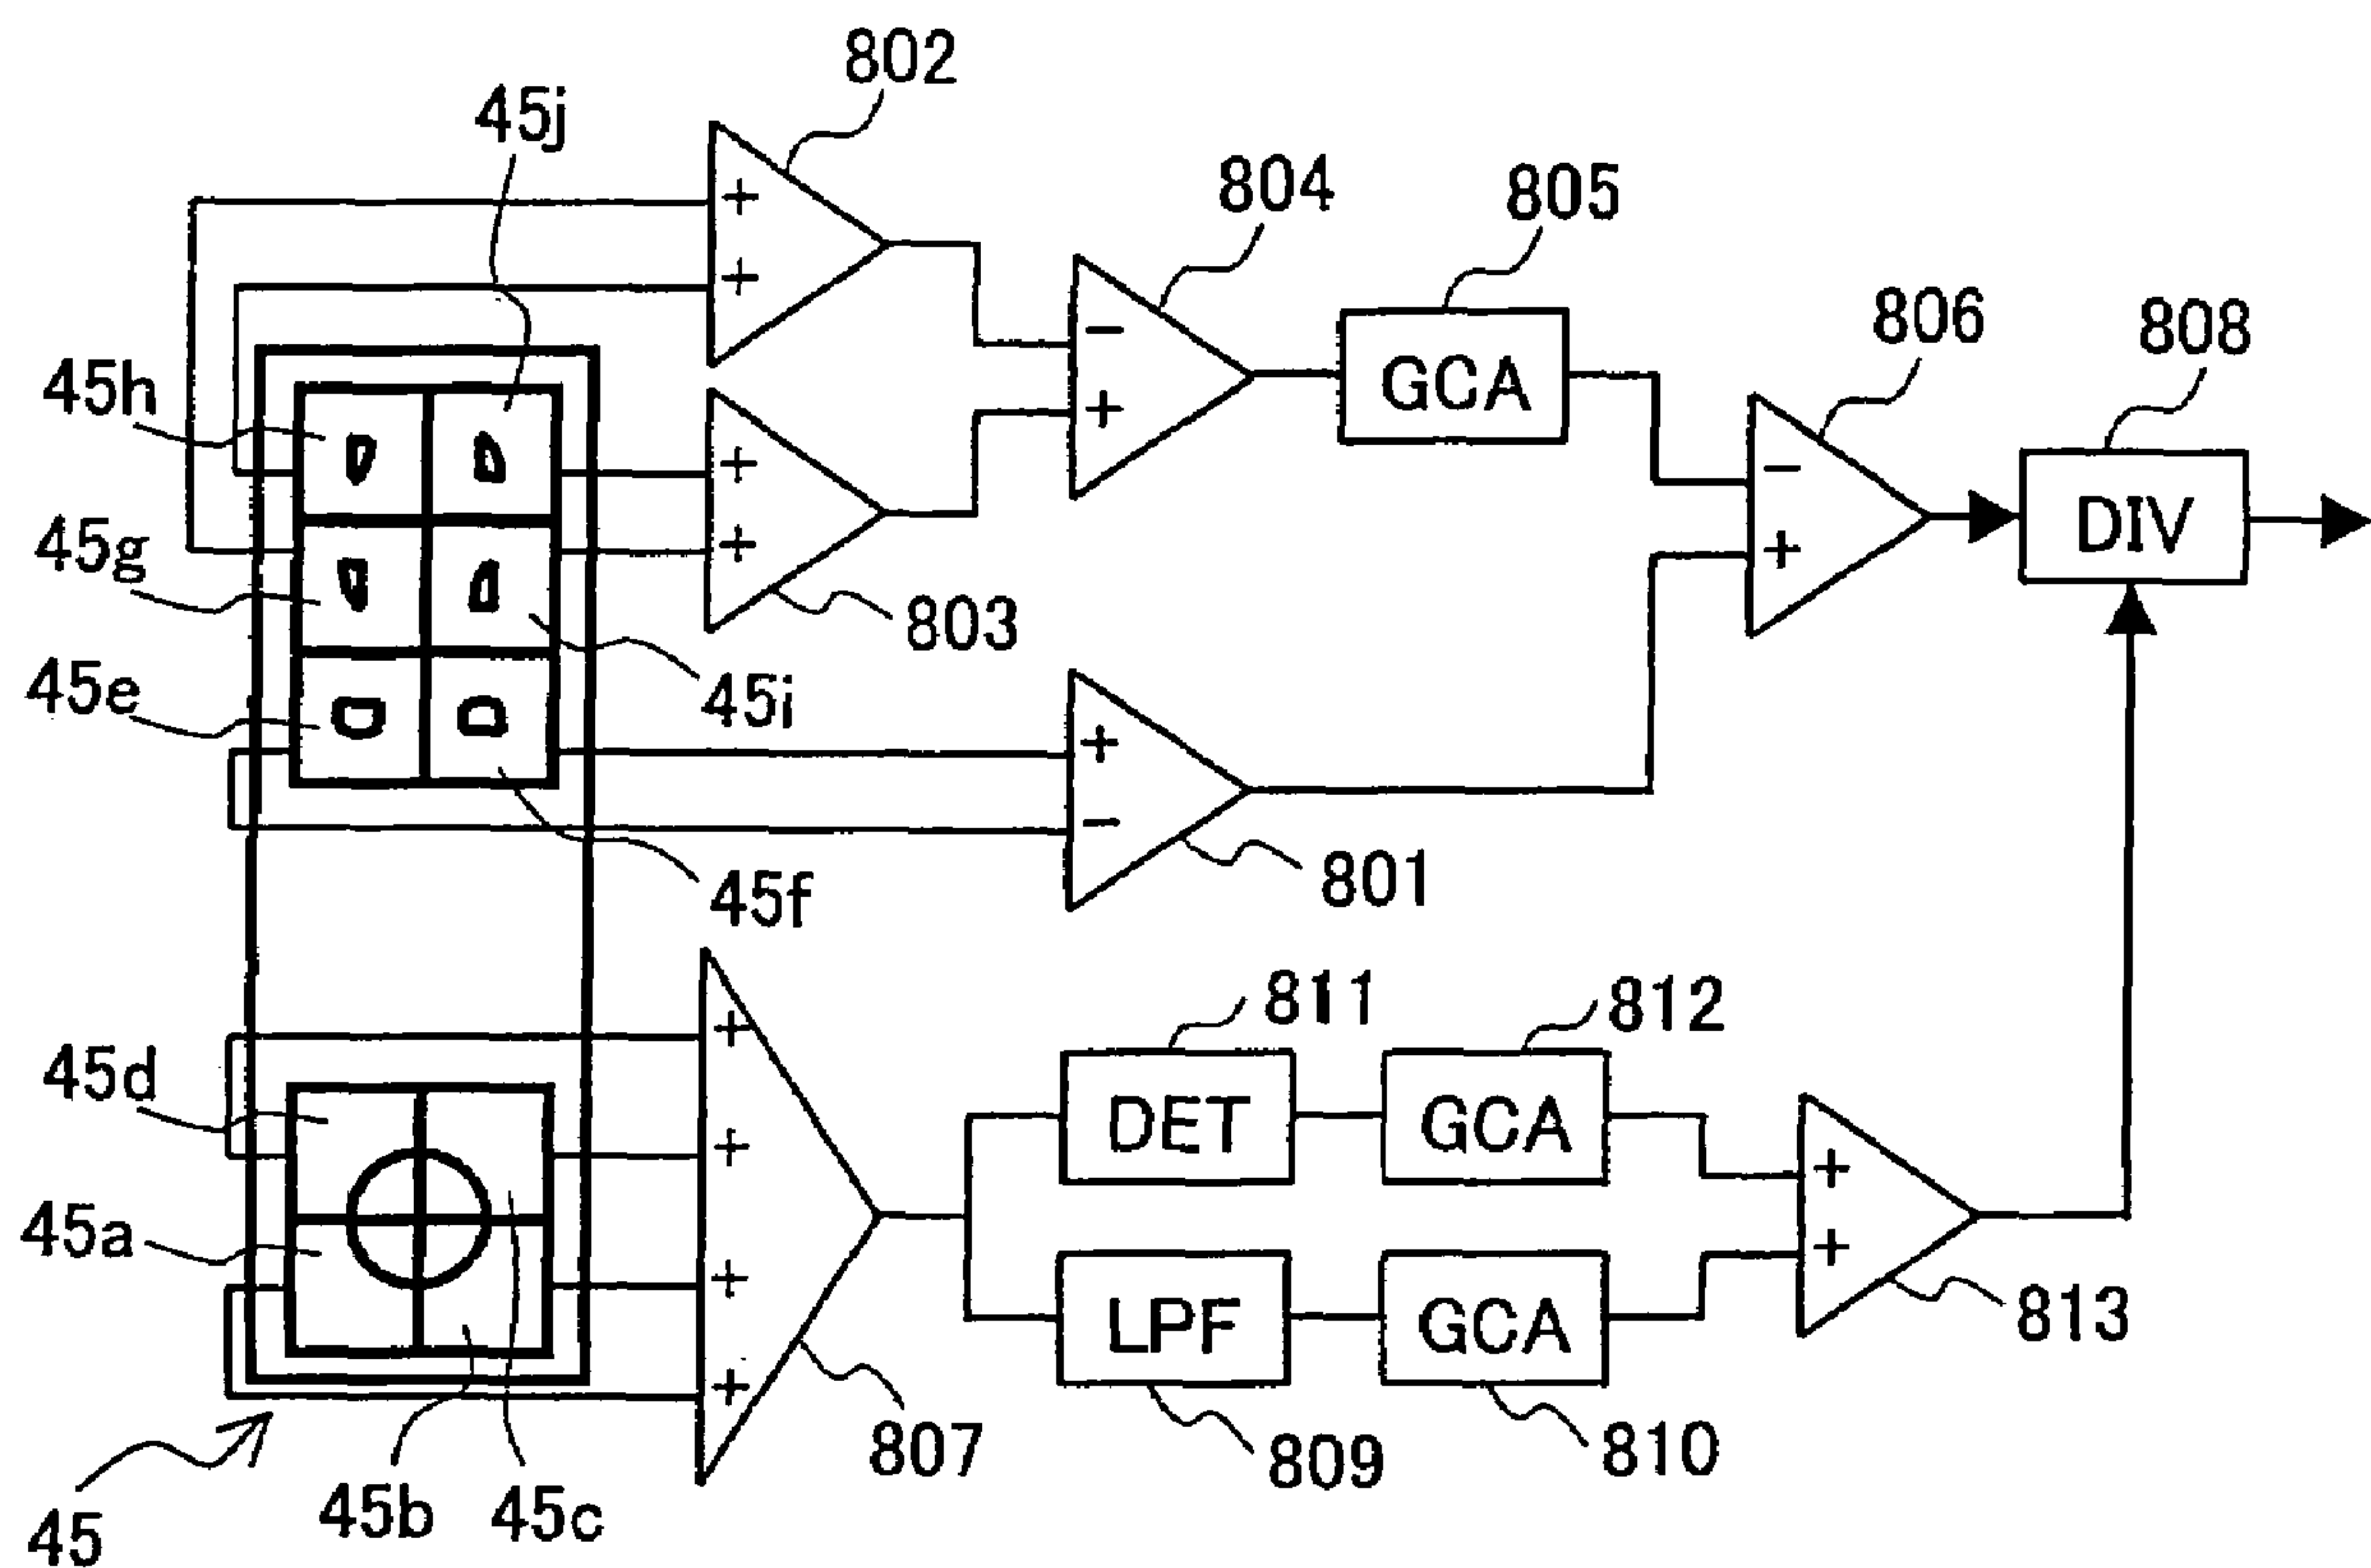 802
45j
804
805
+
+
806
808
45h
−
GCA
+
+
−
DIV
45g
+
+
803
45e
45i
+
−
801
45f
811
812
+
45d
DET
GCA
+
+
45a
+
+
LPF
GCA
813
+
807
809
810
45b
45c
45